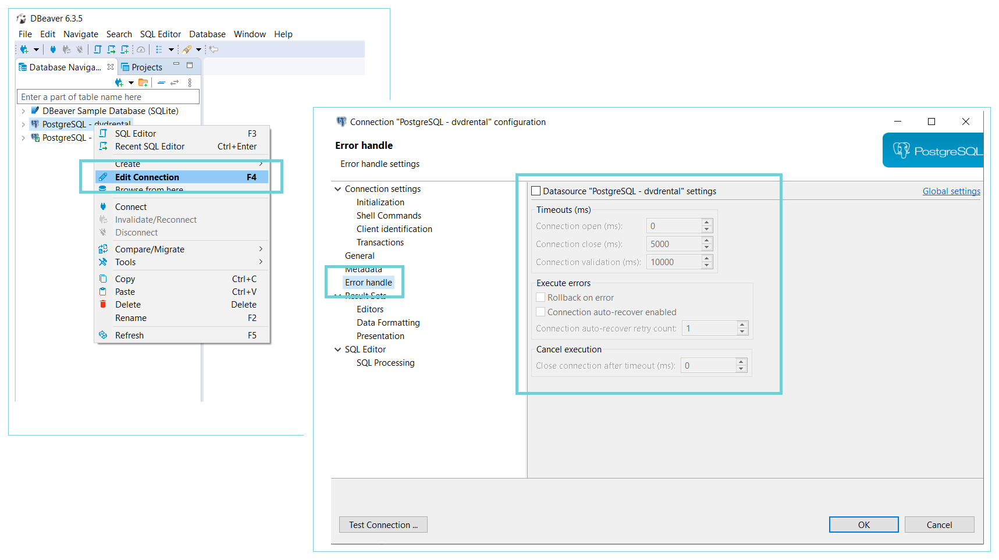 DBeaver 6.3.5
File Edit Navigate Search SQL Editor Database Window Help
Database Naviga... Projects
Enter a part of table name here
DBeaver Sample Database (SQLite)
PostgreSQL - dvdrental
PostgreSQL -
SQL Editor F3
Recent SQL Editor Ctrl+Enter
Create
Edit Connection F4
Browse from here
Connect
Invalidate/Reconnect
Disconnect
Compare/Migrate
Tools
Copy Ctrl+C
Paste Ctrl+V
Delete Delete
Rename F2
Refresh F5
Connection "PostgreSQL - dvdrental" configuration
Error handle
Error handle settings
PostgreSQL
Connection settings
Initialization
Shell Commands
Client identification
Transactions
General
Metadata
Error handle
Result Sets
Editors
Data Formatting
Presentation
SQL Editor
SQL Processing
Datasource "PostgreSQL - dvdrental" settings Global settings
Timeouts (ms)
Connection open (ms): 0
Connection close (ms): 5000
Connection validation (ms): 10000
Execute errors
Rollback on error
Connection auto-recover enabled
Connection auto-recover retry count: 1
Cancel execution
Close connection after timeout (ms): 0
Test Connection ... OK Cancel